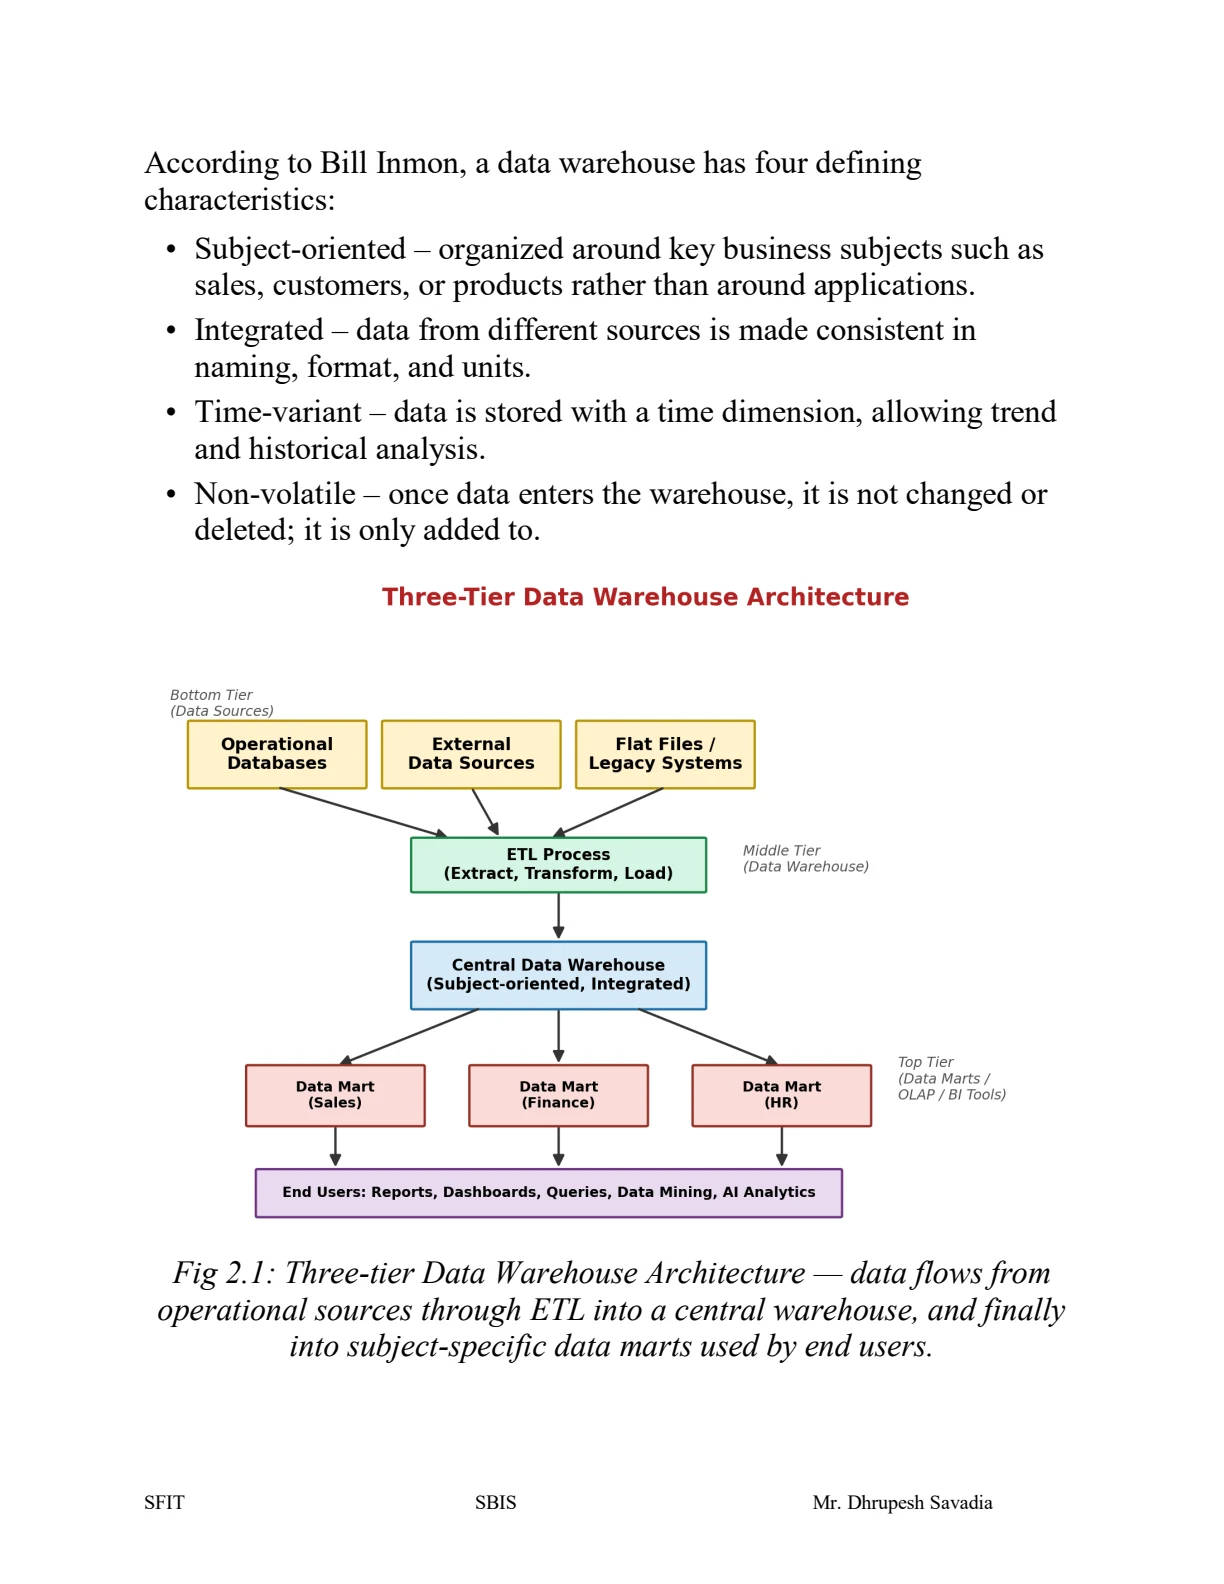 According to Bill Inmon, a data warehouse has four defining
characteristics:
• Subject-oriented – organized around key business subjects such as
sales, customers, or products rather than around applications.
• Integrated – data from different sources is made consistent in
naming, format, and units.
• Time-variant – data is stored with a time dimension, allowing trend
and historical analysis.
• Non-volatile – once data enters the warehouse, it is not changed or
deleted; it is only added to.
Three-Tier Data Warehouse Architecture
Bottom Tier
(Data Sources)
Operational
Databases
External
Data Sources
Flat Files /
Legacy Systems
ETL Process
(Extract, Transform, Load)
Middle Tier
(Data Warehouse)
Central Data Warehouse
(Subject-oriented, Integrated)
Top Tier
(Data Marts /
OLAP / BI Tools)
Data Mart
(Sales)
Data Mart
(Finance)
Data Mart
(HR)
End Users: Reports, Dashboards, Queries, Data Mining, AI Analytics
Fig 2.1: Three-tier Data Warehouse Architecture — data flows from
operational sources through ETL into a central warehouse, and finally
into subject-specific data marts used by end users.
SFIT SBIS Mr. Dhrupesh Savadia